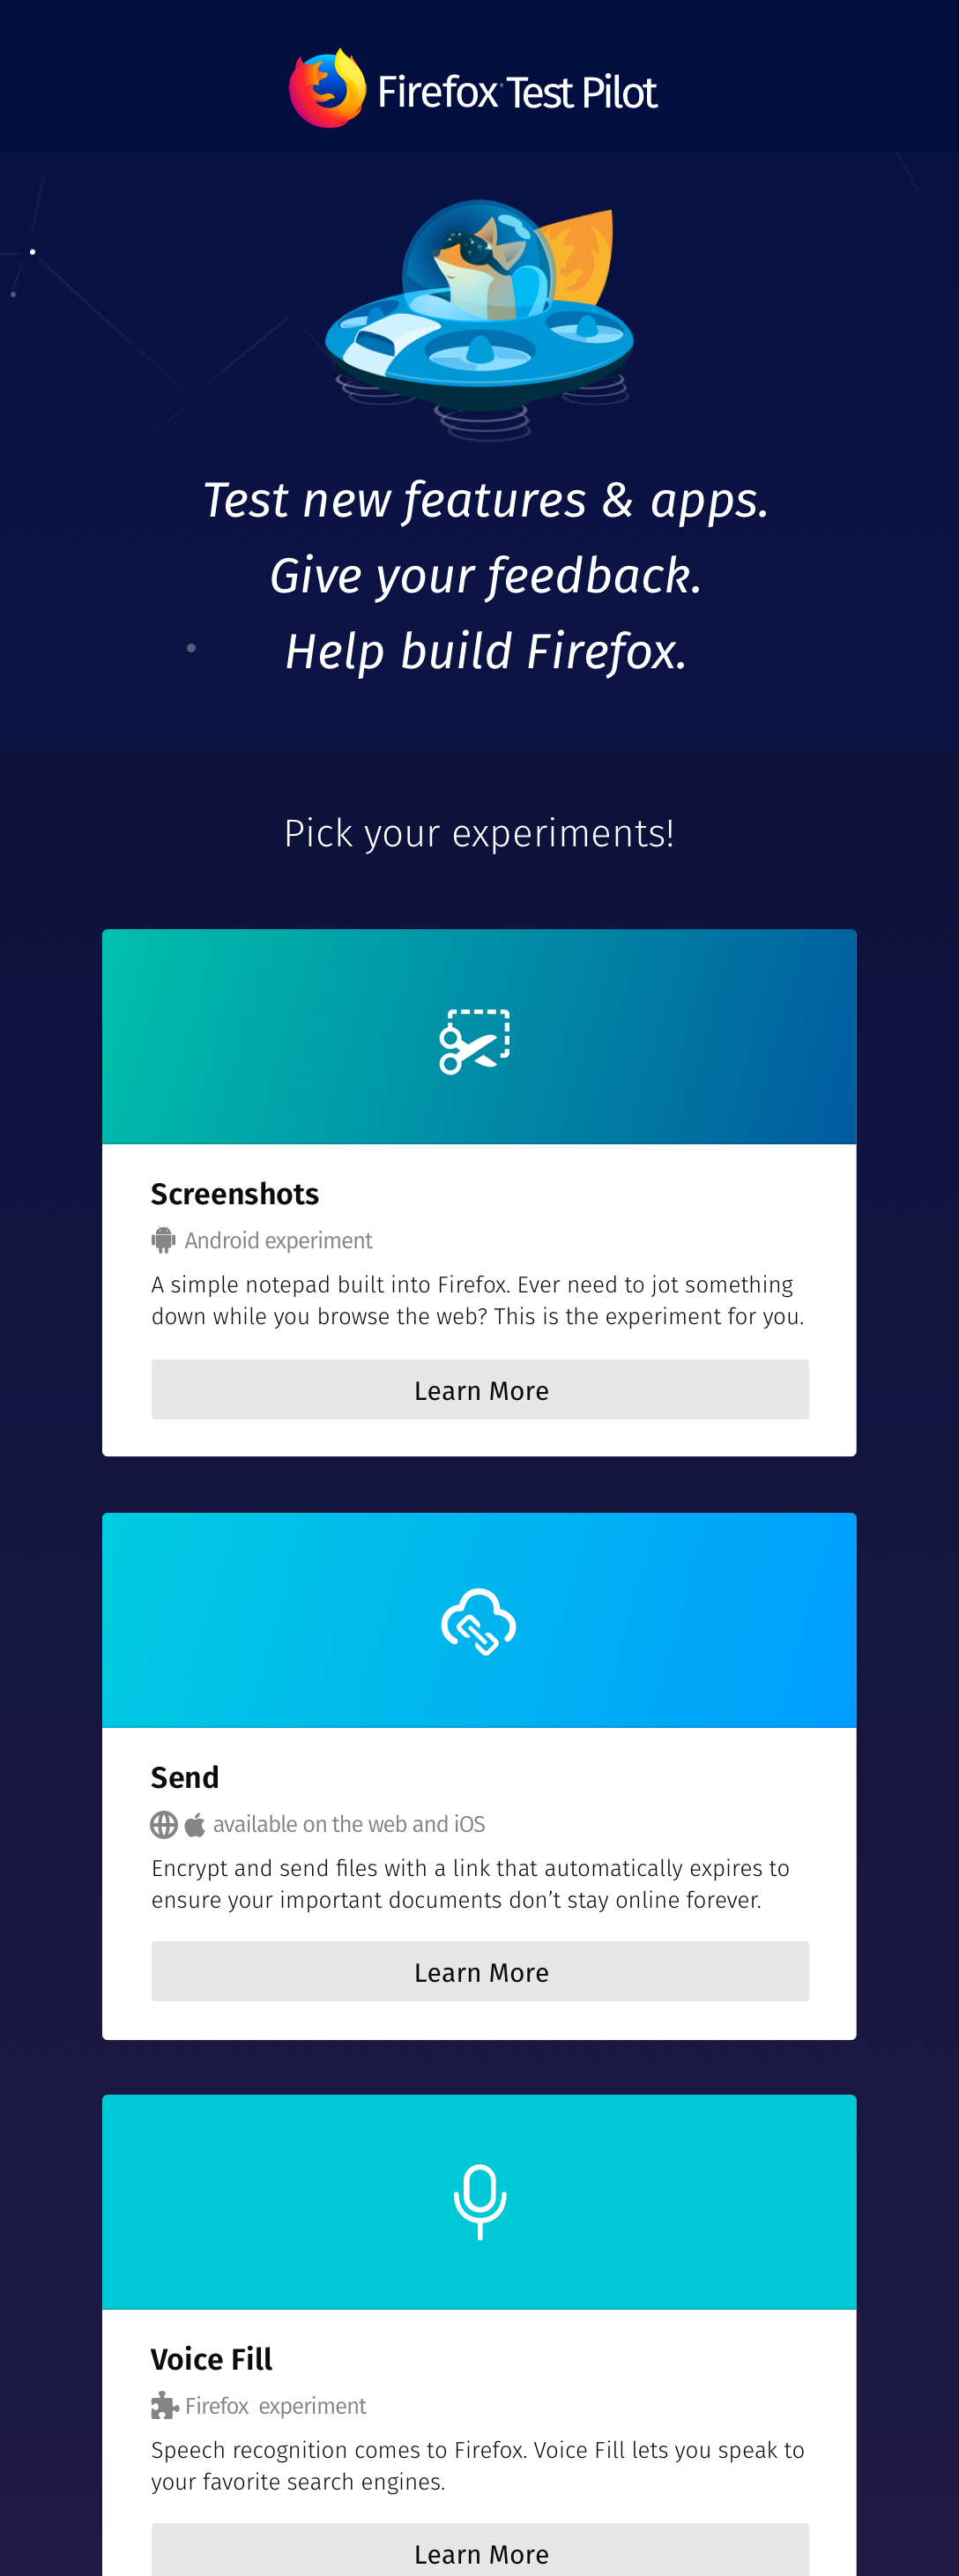 Firefox Test Pilot
Test new features & apps.
Give your feedback.
Help build Firefox.
Pick your experiments!
Screenshots
Android experiment
A simple notepad built into Firefox. Ever need to jot something
down while you browse the web? This is the experiment for you.
Learn More
Send
available on the web and iOS
Encrypt and send files with a link that automatically expires to
ensure your important documents don’t stay online forever.
Learn More
Voice Fill
Firefox experiment
Speech recognition comes to Firefox. Voice Fill lets you speak to
your favorite search engines.
Learn More